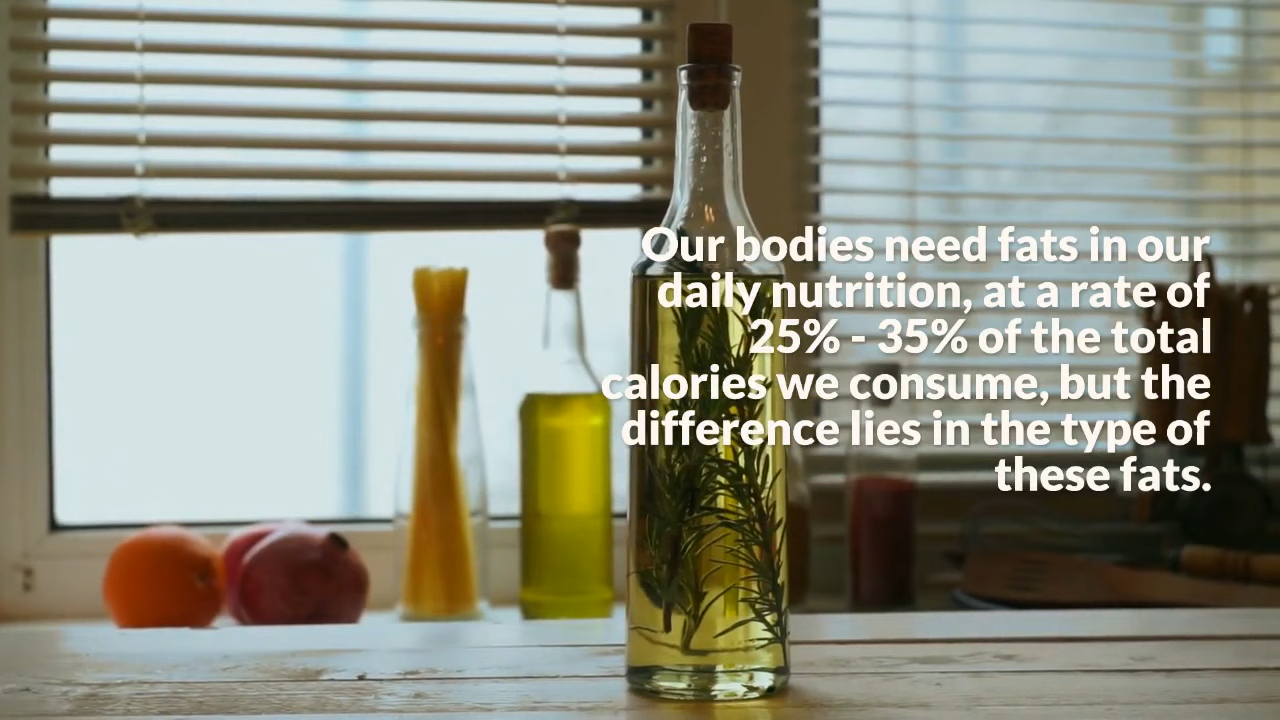 Our bodies need fats in our
daily nutrition, at a rate of
25% - 35% of the total
calories we consume, but the
difference lies in the type of
these fats.